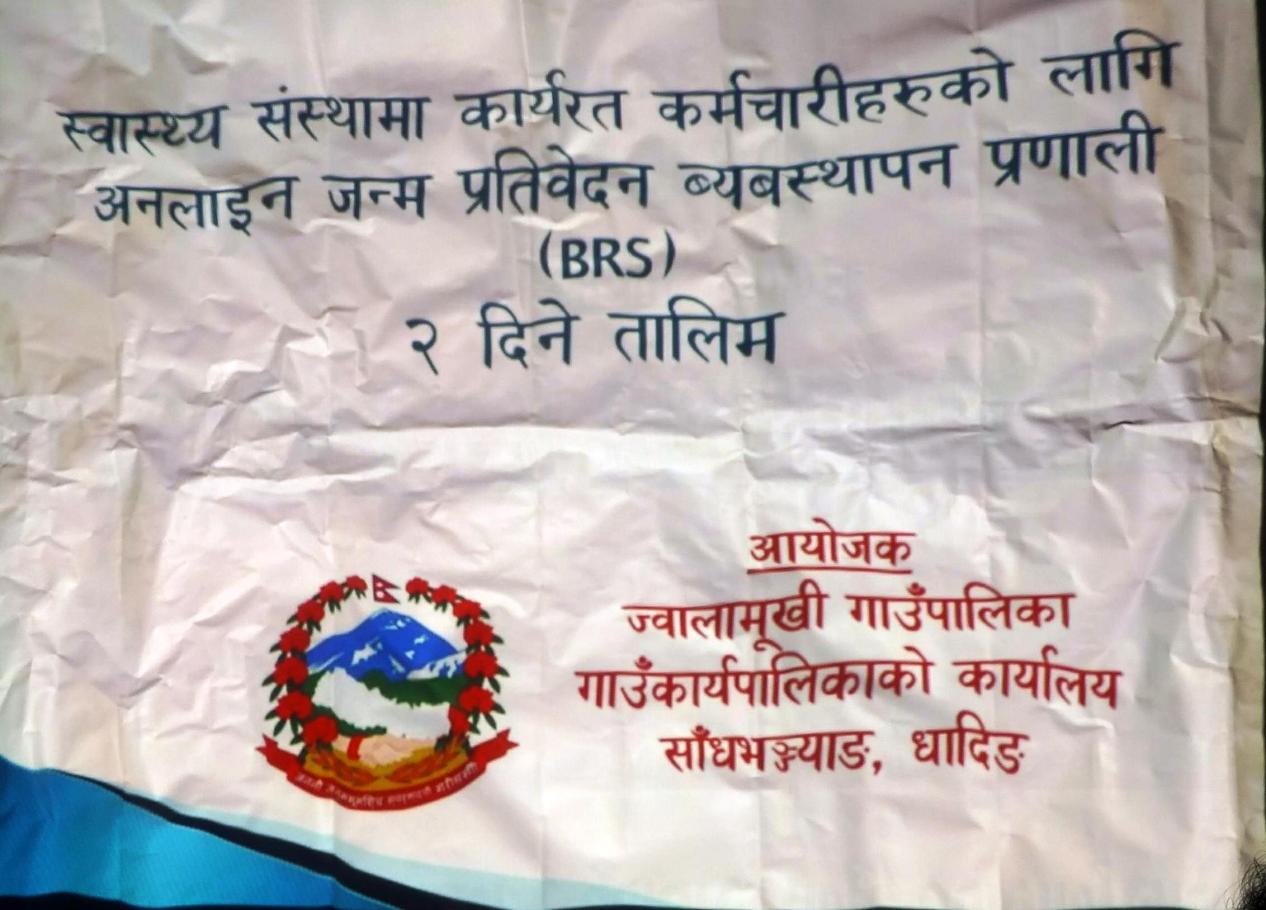 स्वास्थ्य संस्थामा कार्यरत कर्मचारीहरुको लागि
अनलाइन जन्म प्रतिवेदन ब्यबस्थापन प्रणाली
(BRS)
२ दिने तालिम
आयोजक
ज्वालामूखी गाउँपालिका
गाउँकार्यपालिकाको कार्यालय
साँधभञ्ज्याङ, धादिङ